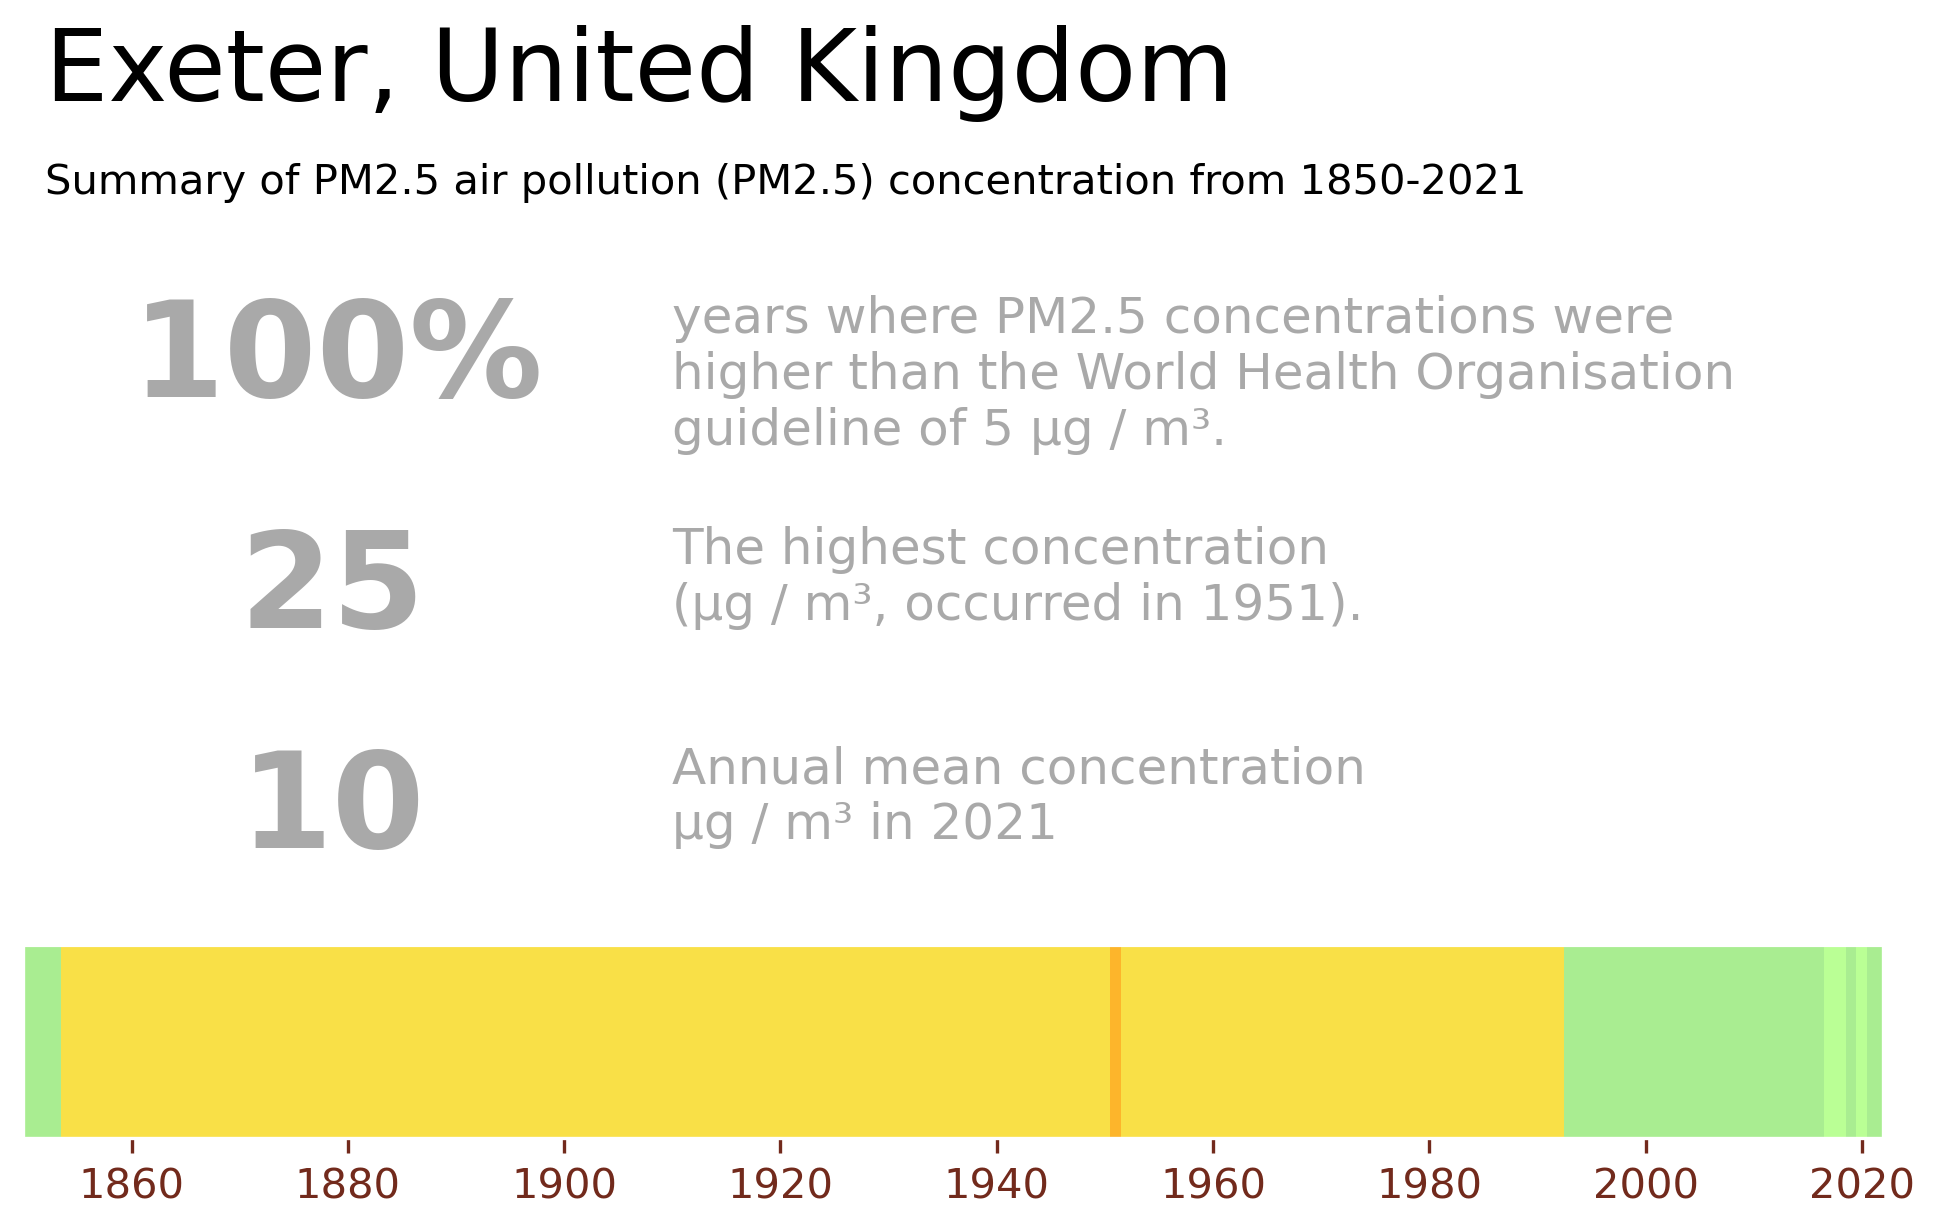 Exeter, United Kingdom
Summary of PM2.5 air pollution (PM2.5) concentration from 1850-2021
100%
years where PM2.5 concentrations were
higher than the World Health Organisation
guideline of 5 µg / m³.
25
The highest concentration
(µg / m³, occurred in 1951).
10
Annual mean concentration
µg / m³ in 2021
1860 1880 1900 1920 1940 1960 1980 2000 2020